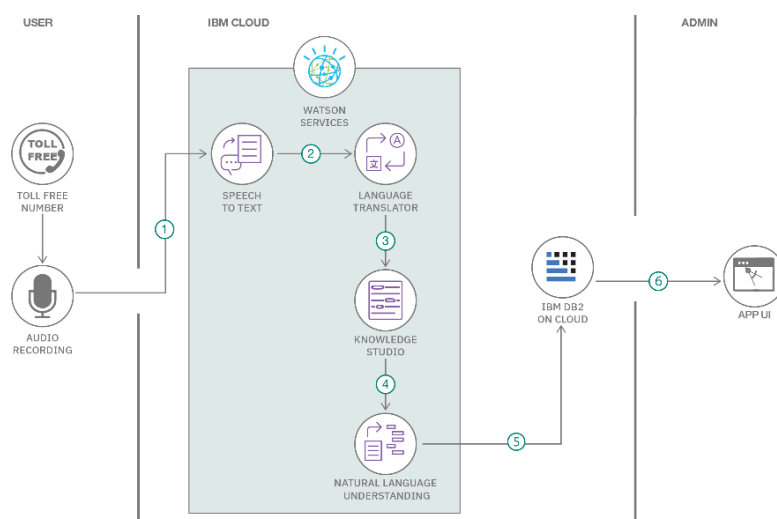 USER
IBM CLOUD
ADMIN
WATSON
SERVICES
TOLL
FREE
TOLL FREE
NUMBER
AUDIO
RECORDING
1
SPEECH
TO TEXT
2
A
文
LANGUAGE
TRANSLATOR
3
KNOWLEDGE
STUDIO
4
NATURAL LANGUAGE
UNDERSTANDING
5
IBM DB2
ON CLOUD
6
APP UI